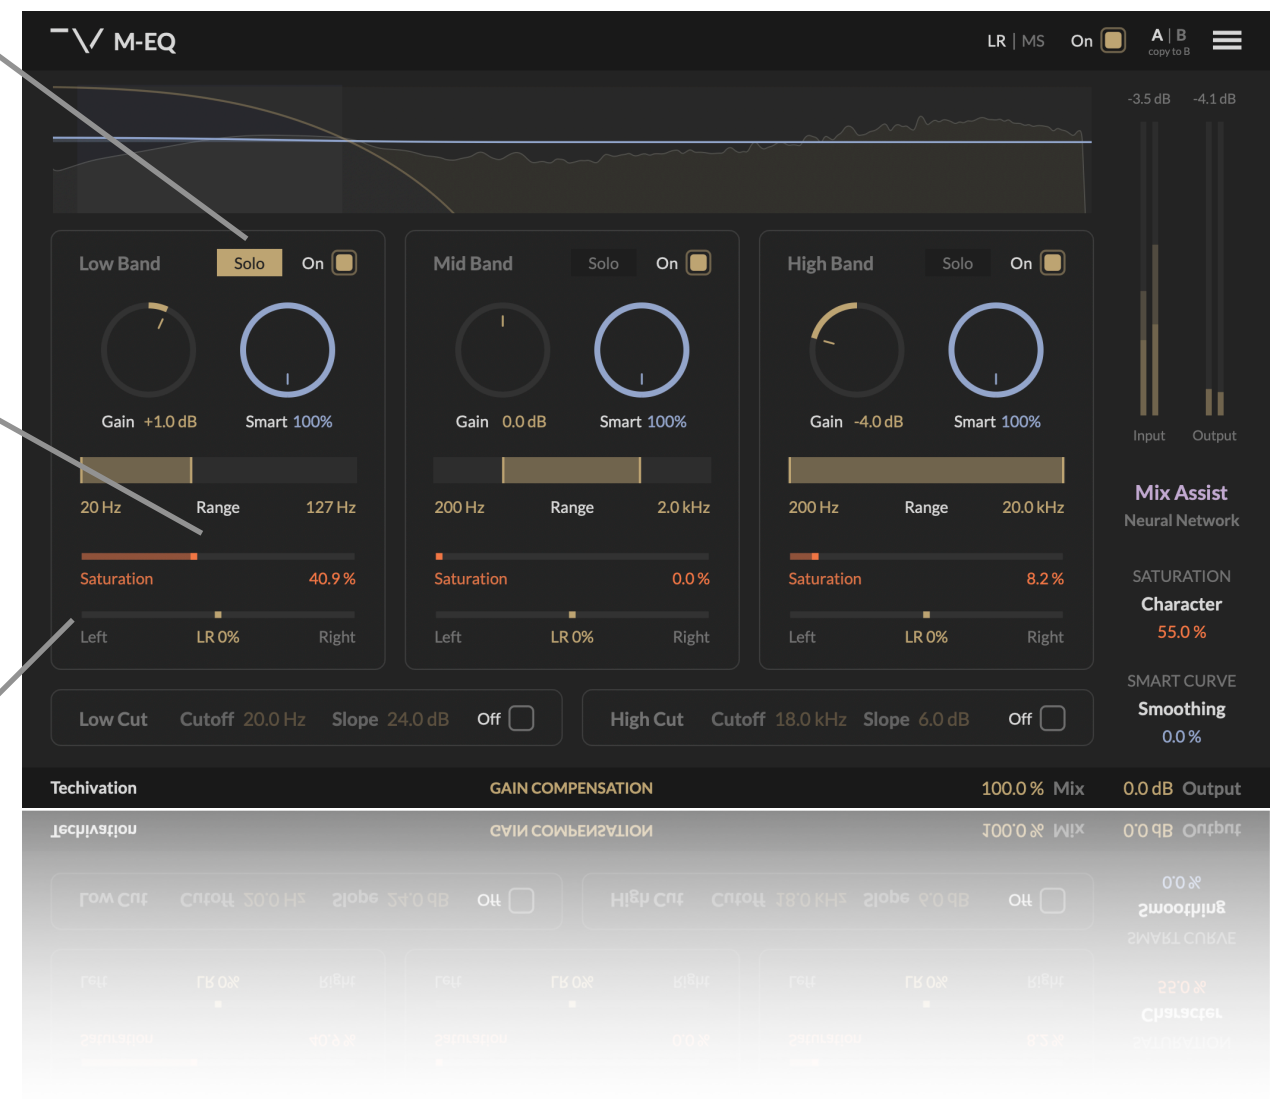 M-EQ
LR | MS On A | B
copy to B
-3.5 dB -4.1 dB
Low Band Solo On
Mid Band Solo On
High Band Solo On
Gain +1.0 dB Smart 100%
Gain 0.0 dB Smart 100%
Gain -4.0 dB Smart 100%
Input Output
20 Hz Range 127 Hz
200 Hz Range 2.0 kHz
200 Hz Range 20.0 kHz
Mix Assist
Neural Network
Saturation 40.9 %
Saturation 0.0 %
Saturation 8.2 %
SATURATION
Character
55.0 %
Left LR 0% Right
Left LR 0% Right
Left LR 0% Right
SMART CURVE
Smoothing
0.0 %
Low Cut Cutoff 20.0 Hz Slope 24.0 dB Off
High Cut Cutoff 18.0 kHz Slope 6.0 dB Off
Techivation GAIN COMPENSATION 100.0 % Mix 0.0 dB Output